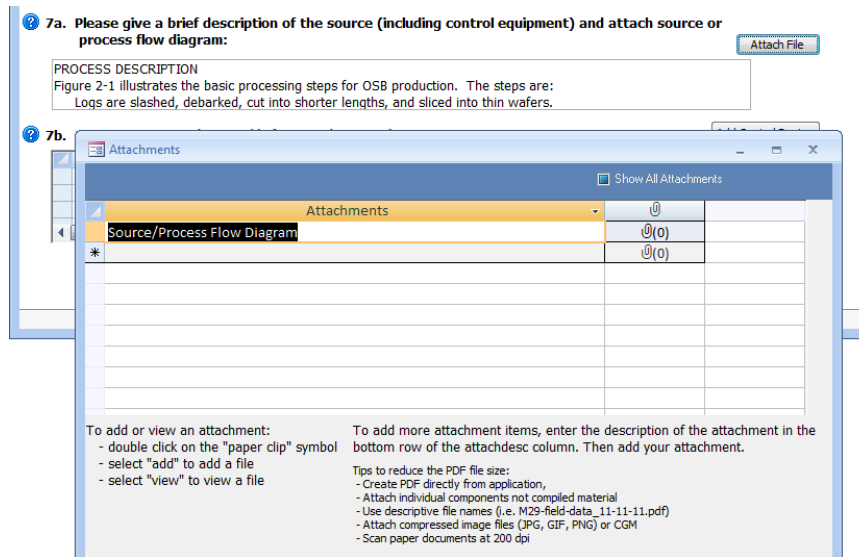 7a. Please give a brief description of the source (including control equipment) and attach source or
process flow diagram:
Attach File
PROCESS DESCRIPTION
Figure 2-1 illustrates the basic processing steps for OSB production. The steps are:
Logs are slashed, debarked, cut into shorter lengths, and sliced into thin wafers.
7b.
Attachments
Show All Attachments
Attachments
Source/Process Flow Diagram
(0)
(0)
To add or view an attachment:
- double click on the "paper clip" symbol
- select "add" to add a file
- select "view" to view a file
To add more attachment items, enter the description of the attachment in the
bottom row of the attachdesc column. Then add your attachment.
Tips to reduce the PDF file size:
- Create PDF directly from application,
- Attach individual components not compiled material
- Use descriptive file names (i.e. M29-field-data_11-11-11.pdf)
- Attach compressed image files (JPG, GIF, PNG) or CGM
- Scan paper documents at 200 dpi